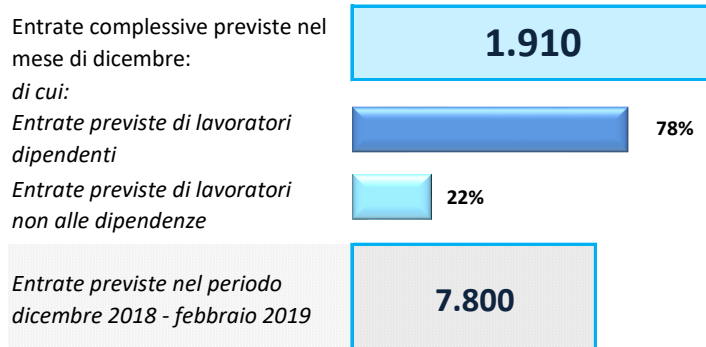 Entrate complessive previste nel
mese di dicembre:
1.910
di cui:
Entrate previste di lavoratori
dipendenti
78%
Entrate previste di lavoratori
non alle dipendenze
22%
Entrate previste nel periodo
dicembre 2018 - febbraio 2019
7.800